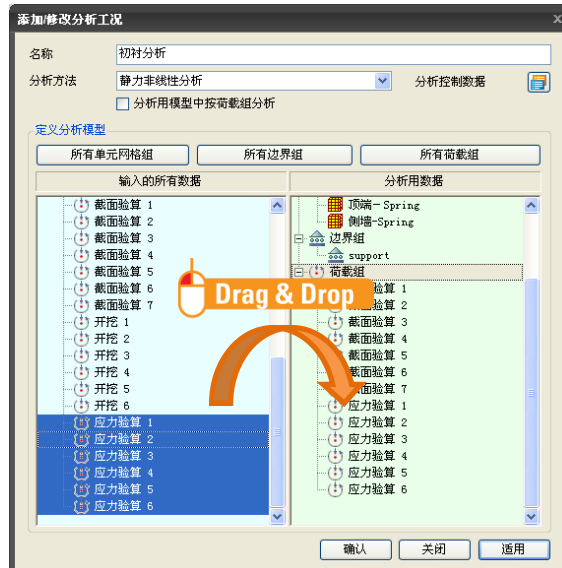 添加/修改分析工况 x
名称 初衬分析
分析方法 静力非线性分析 分析控制数据
分析用模型中按荷载组分析
定义分析模型
所有单元网格组 所有边界组 所有荷载组
输入的所有数据 分析用数据
截面验算 1
截面验算 2
截面验算 3
截面验算 4
截面验算 5
截面验算 6
截面验算 7
开挖 1
开挖 2
开挖 3
开挖 4
开挖 5
开挖 6
应力验算 1
应力验算 2
应力验算 3
应力验算 4
应力验算 5
应力验算 6
顶端-Spring
侧墙-Spring
边界组
support
荷载组
验算 1
验算 2
截面验算 3
截面验算 4
截面验算 5
截面验算 6
面验算 7
应力验算 1
应力验算 2
应力验算 3
应力验算 4
应力验算 5
应力验算 6
Drag & Drop
确认 关闭 适用